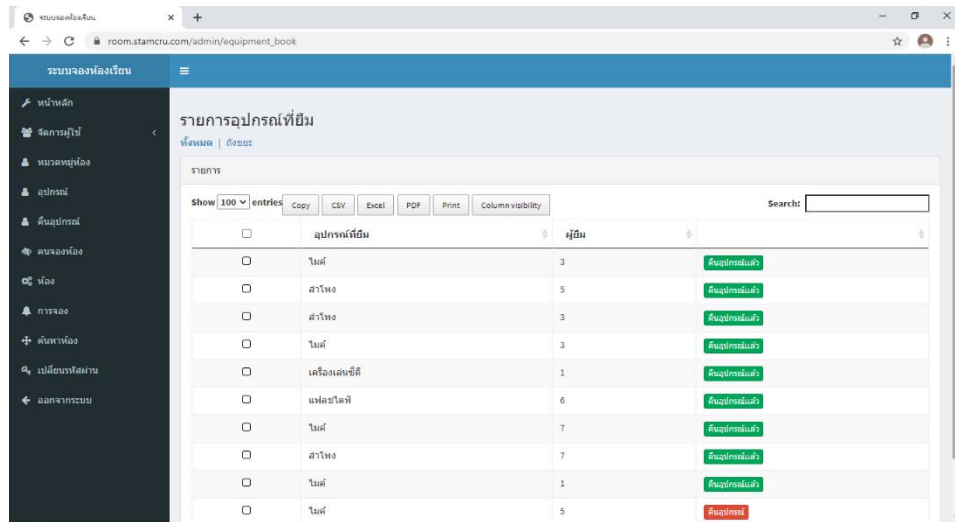 ระบบจองห้องเรียน
room.stamcru.com/admin/equipment_book
ระบบจองห้องเรียน
หน้าหลัก
จัดการผู้ใช้
หมวดหมู่ห้อง
อุปกรณ์
คืนอุปกรณ์
คนจองห้อง
ห้อง
การจอง
ค้นหาห้อง
เปลี่ยนรหัสผ่าน
ออกจากระบบ
รายการอุปกรณ์ที่ยืม
ทั้งหมด | ถังขยะ
รายการ
Show 100 entries Copy CSV Excel PDF Print Column visibility Search:
อุปกรณ์ที่ยืม ผู้ยืม
ไมค์ 3 คืนอุปกรณ์แล้ว
ลำโพง 5 คืนอุปกรณ์แล้ว
ลำโพง 3 คืนอุปกรณ์แล้ว
ไมค์ 3 คืนอุปกรณ์แล้ว
เครื่องเล่นซีดี 1 คืนอุปกรณ์แล้ว
แฟลชไดฟ์ 6 คืนอุปกรณ์แล้ว
ไมค์ 7 คืนอุปกรณ์แล้ว
ลำโพง 7 คืนอุปกรณ์แล้ว
ไมค์ 1 คืนอุปกรณ์แล้ว
ไมค์ 5 คืนอุปกรณ์